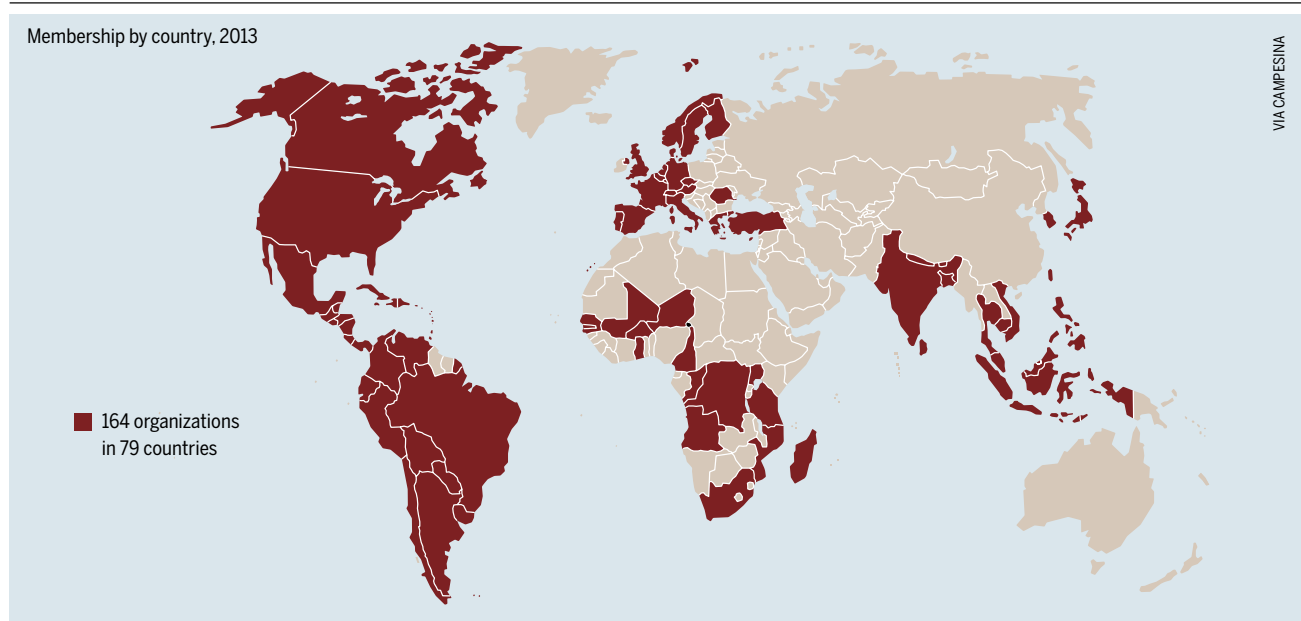 Membership by country, 2013
VIA CAMPESINA
164 organizations
in 79 countries